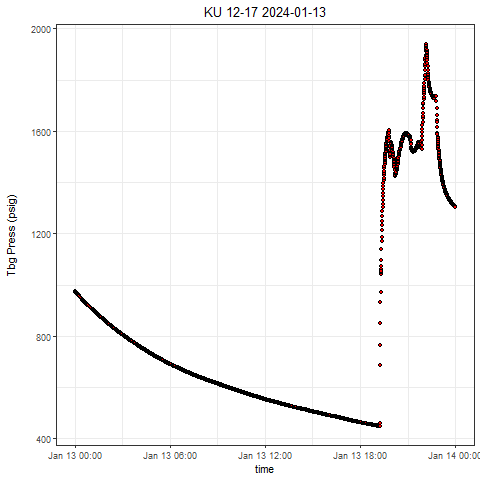 KU 12-17 2024-01-13
Tbg Press (psig)
2000
1600
1200
800
400
Jan 13 00:00 Jan 13 06:00 Jan 13 12:00 Jan 13 18:00 Jan 14 00:00
time